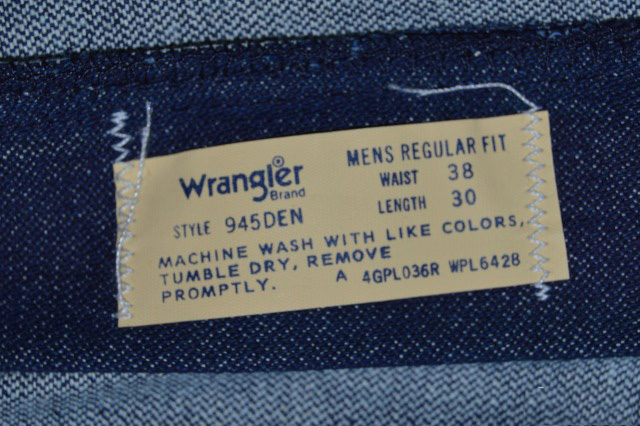 Wrangler®
Brand
MENS REGULAR FIT
WAIST 38
LENGTH 30
STYLE 945DEN
MACHINE WASH WITH LIKE COLORS,
TUMBLE DRY, REMOVE
PROMPTLY.
A 4GPL036R WPL6428